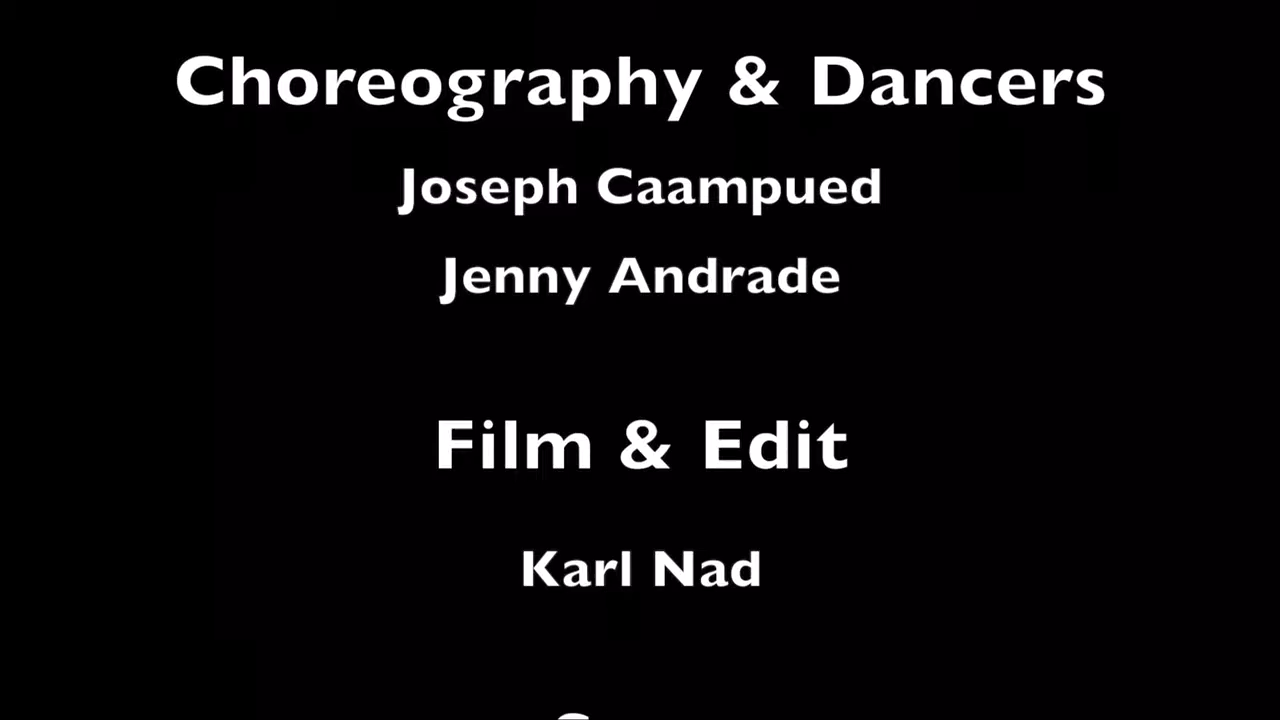 Choreography & Dancers
Joseph Caampued
Jenny Andrade
Film & Edit
Karl Nad